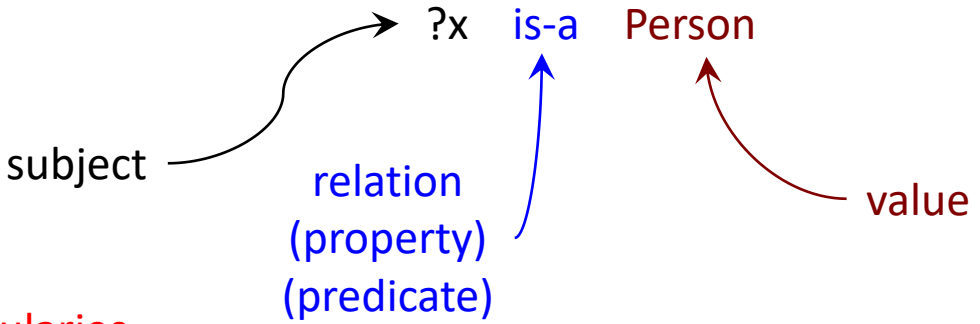 ?x is-a Person
subject
relation
(property)
(predicate)
value